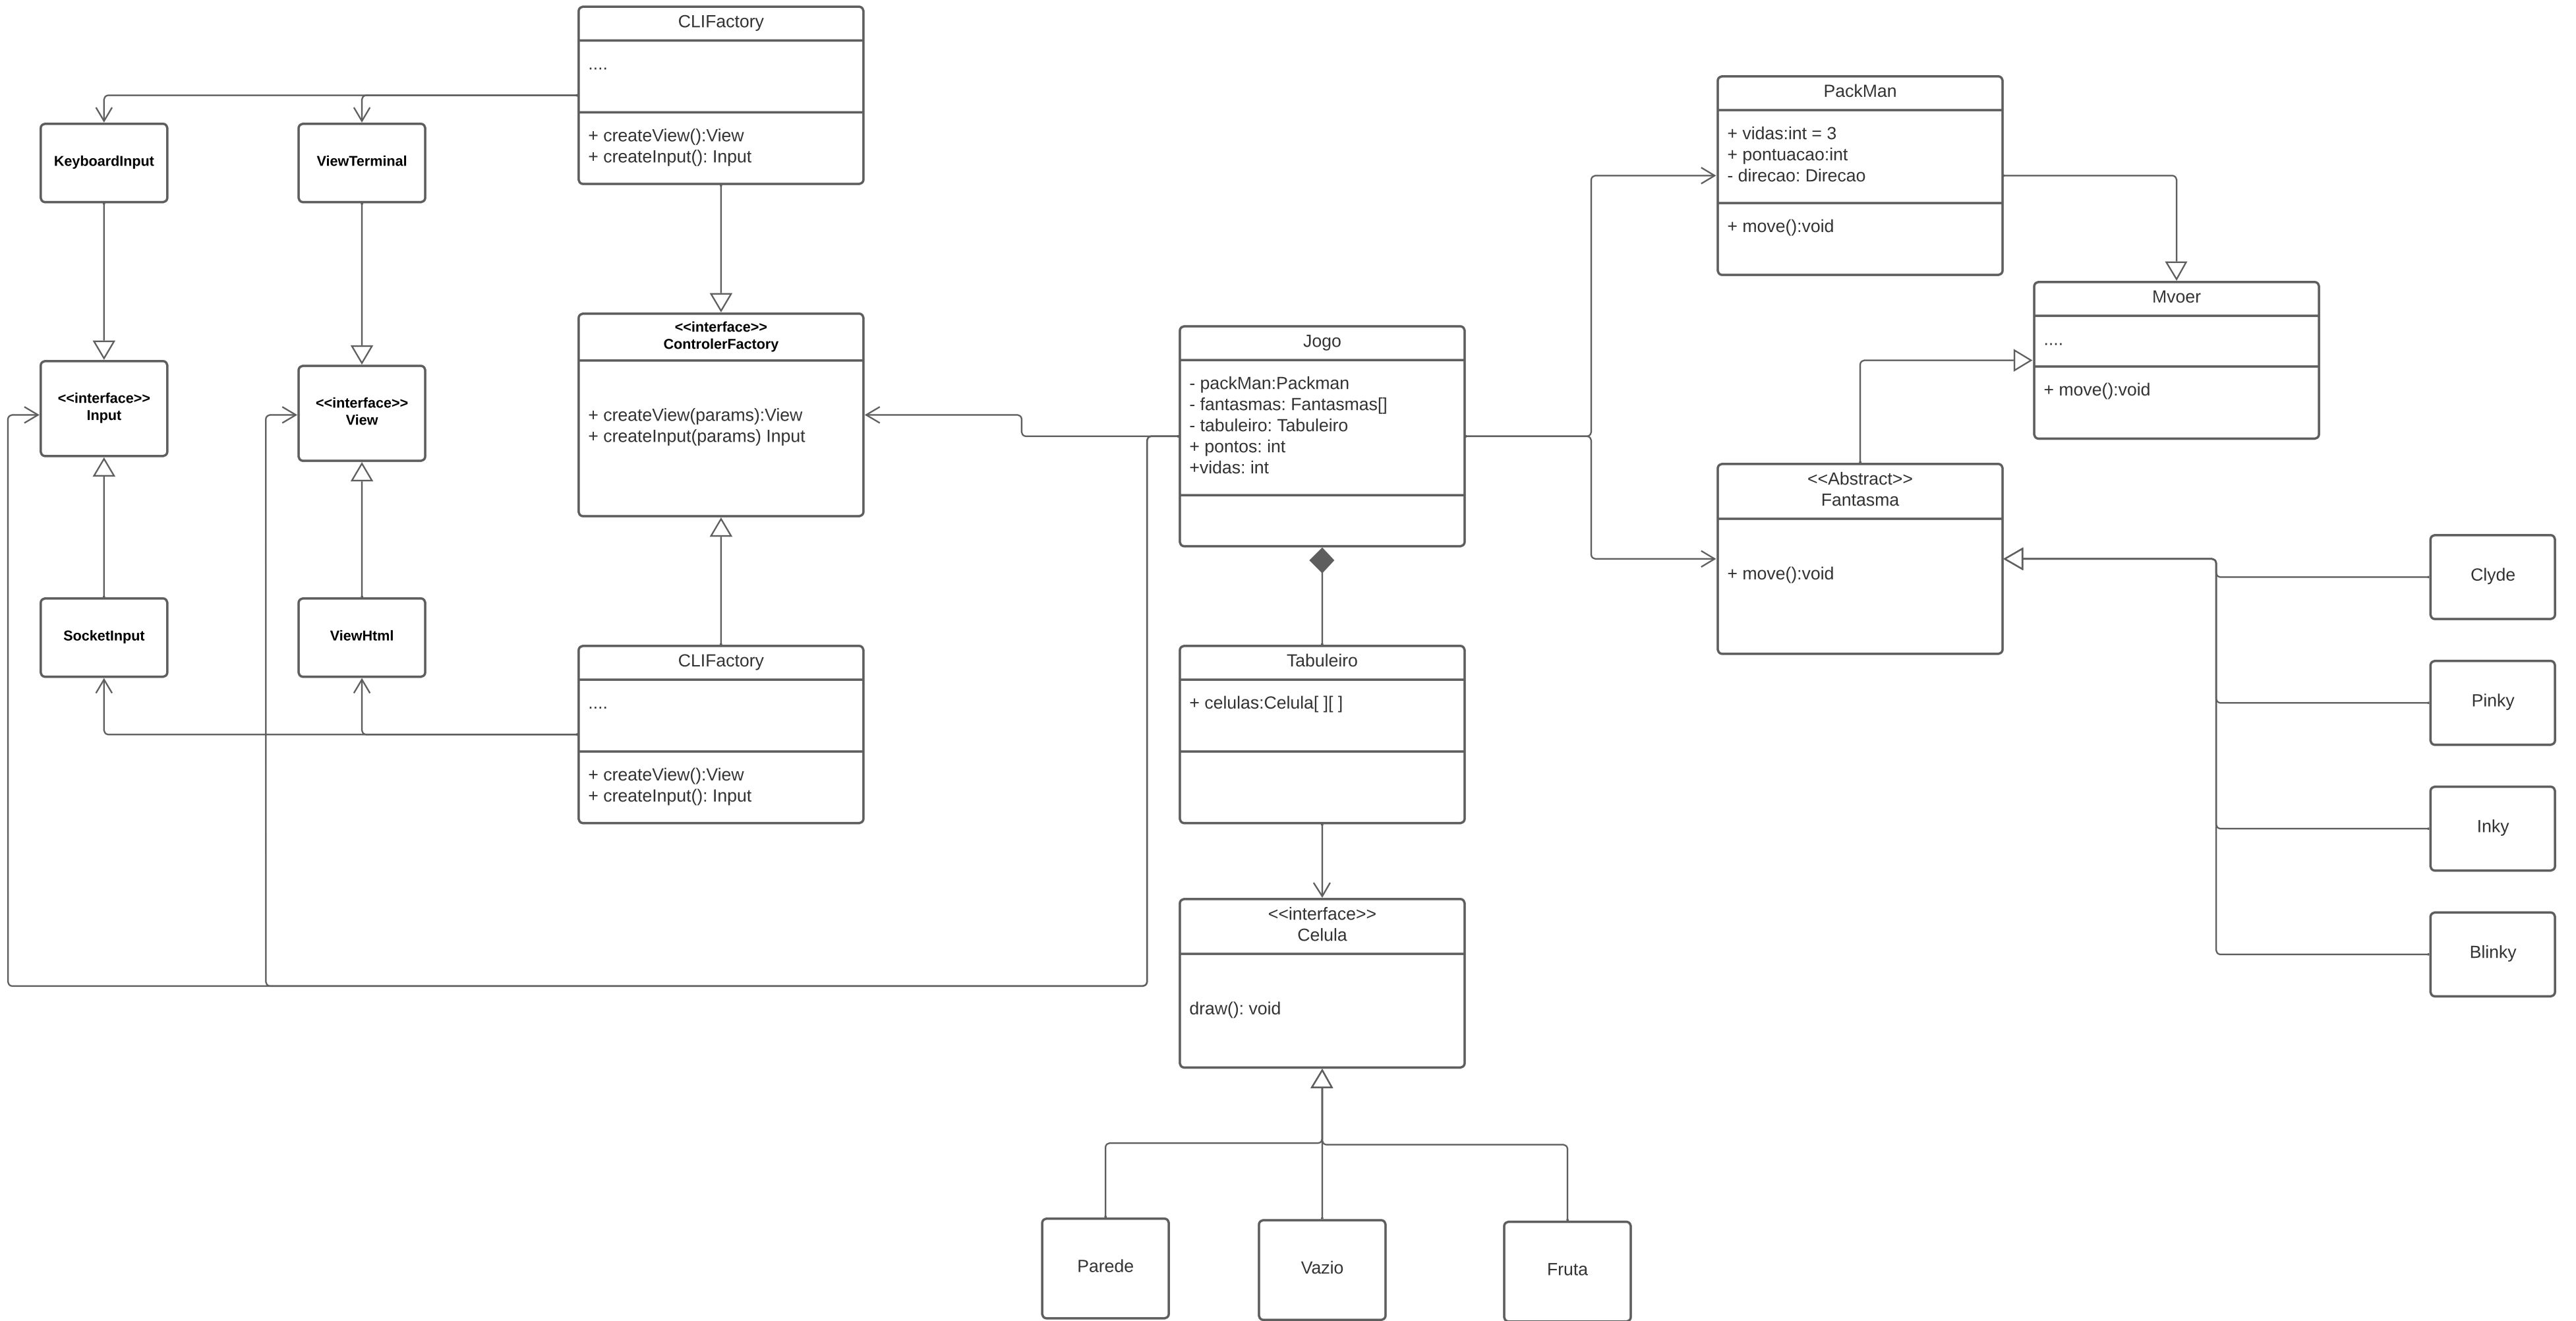 CLIFactory
....
+ createView():View
+ createInput(): Input
KeyboardInput
ViewTerminal
<<interface>>
Input
<<interface>>
View
<<interface>>
ControlerFactory
+ createView(params):View
+ createInput(params) Input
SocketInput
ViewHtml
CLIFactory
....
+ createView():View
+ createInput(): Input
Jogo
- packMan:Packman
- fantasmas: Fantasmas[]
- tabuleiro: Tabuleiro
+ pontos: int
+vidas: int
Tabuleiro
+ celulas:Celula[ ][ ]
<<interface>>
Celula
draw(): void
Parede
Vazio
Fruta
PackMan
+ vidas:int = 3
+ pontuacao:int
- direcao: Direcao
+ move():void
Mvoer
....
+ move():void
<<Abstract>>
Fantasma
+ move():void
Clyde
Pinky
Inky
Blinky